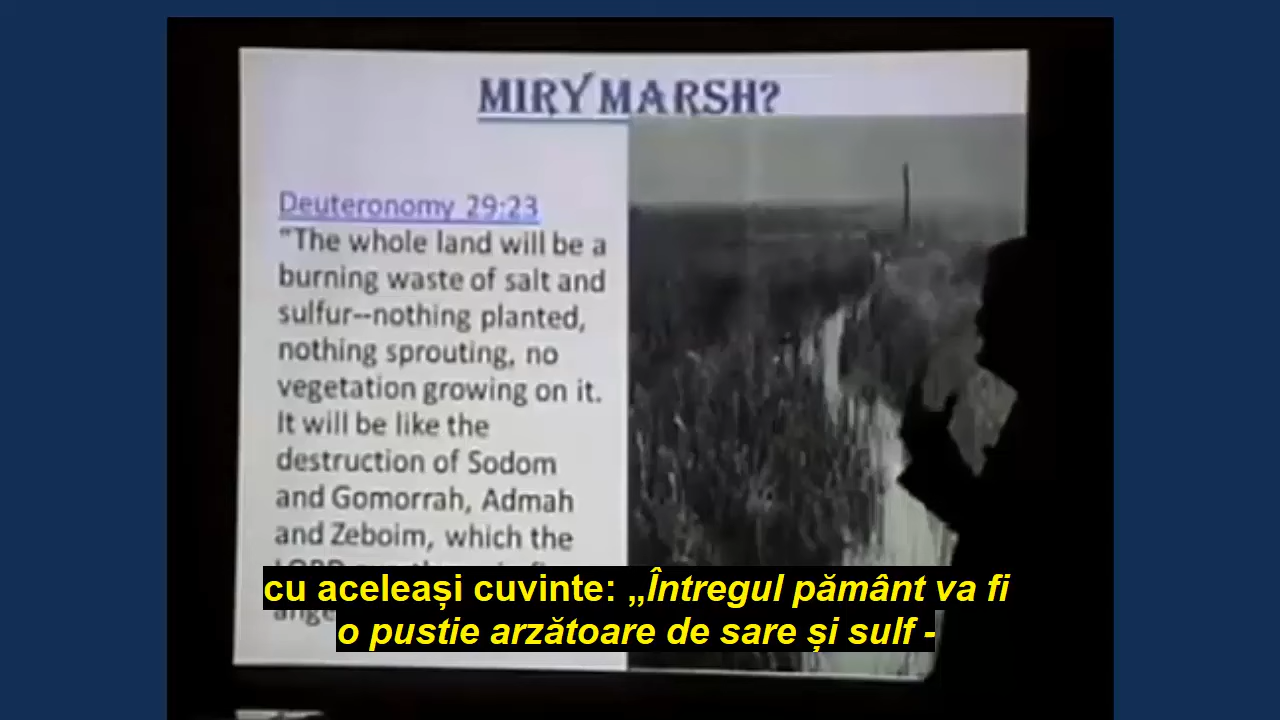 MIRY MARSH?
Deuteronomy 29:23
"The whole land will be a
burning waste of salt and
sulfur--nothing planted,
nothing sprouting, no
vegetation growing on it.
It will be like the
destruction of Sodom
and Gomorrah, Admah
and Zeboim, which the
cu aceleași cuvinte: „Întregul pământ va fi
o pustie arzătoare de sare și sulf -